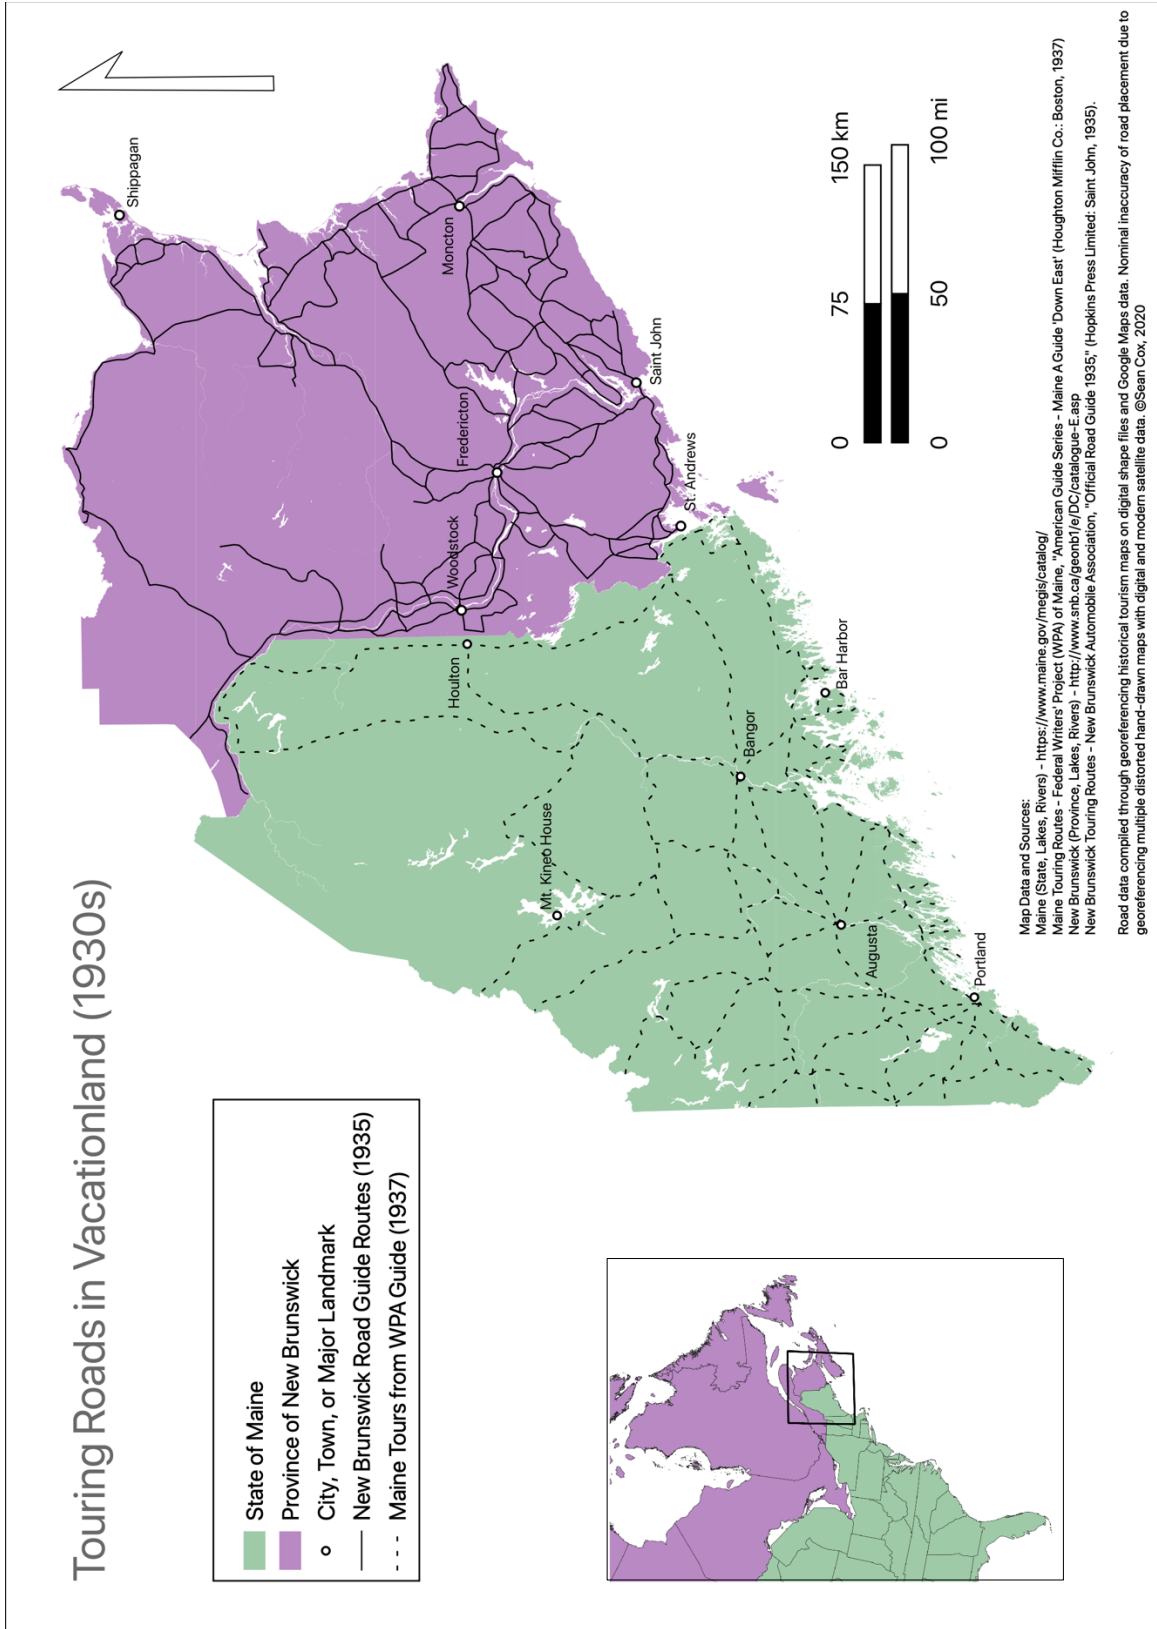 Touring Roads in Vacationland (1930s)
State of Maine
Province of New Brunswick
City, Town, or Major Landmark
New Brunswick Road Guide Routes (1935)
Maine Tours from WPA Guide (1937)
Shippagan
Moncton
Fredericton
Saint John
Woodstock
St. Andrews
Houlton
Bar Harbor
Bangor
Mt. Kineo House
Augusta
Portland
0 75 150 km
0 50 100 mi
Map Data and Sources:
Maine (State, Lakes, Rivers) - https://www.maine.gov/megis/catalog/
Maine Touring Routes - Federal Writers' Project (WPA) of Maine, "American Guide Series - Maine A Guide 'Down East' (Houghton Mifflin Co.: Boston, 1937)
New Brunswick (Province, Lakes, Rivers) - http://www.snb.ca/geonb1/e/DC/catalogue-E.asp
New Brunswick Touring Routes - New Brunswick Automobile Association, "Official Road Guide 1935," (Hopkins Press Limited: Saint John, 1935).
Road data compiled through georeferencing historical tourism maps on digital shape files and Google Maps data. Nominal inaccuracy of road placement due to
georeferencing multiple distorted hand-drawn maps with digital and modern satellite data. ©Sean Cox, 2020